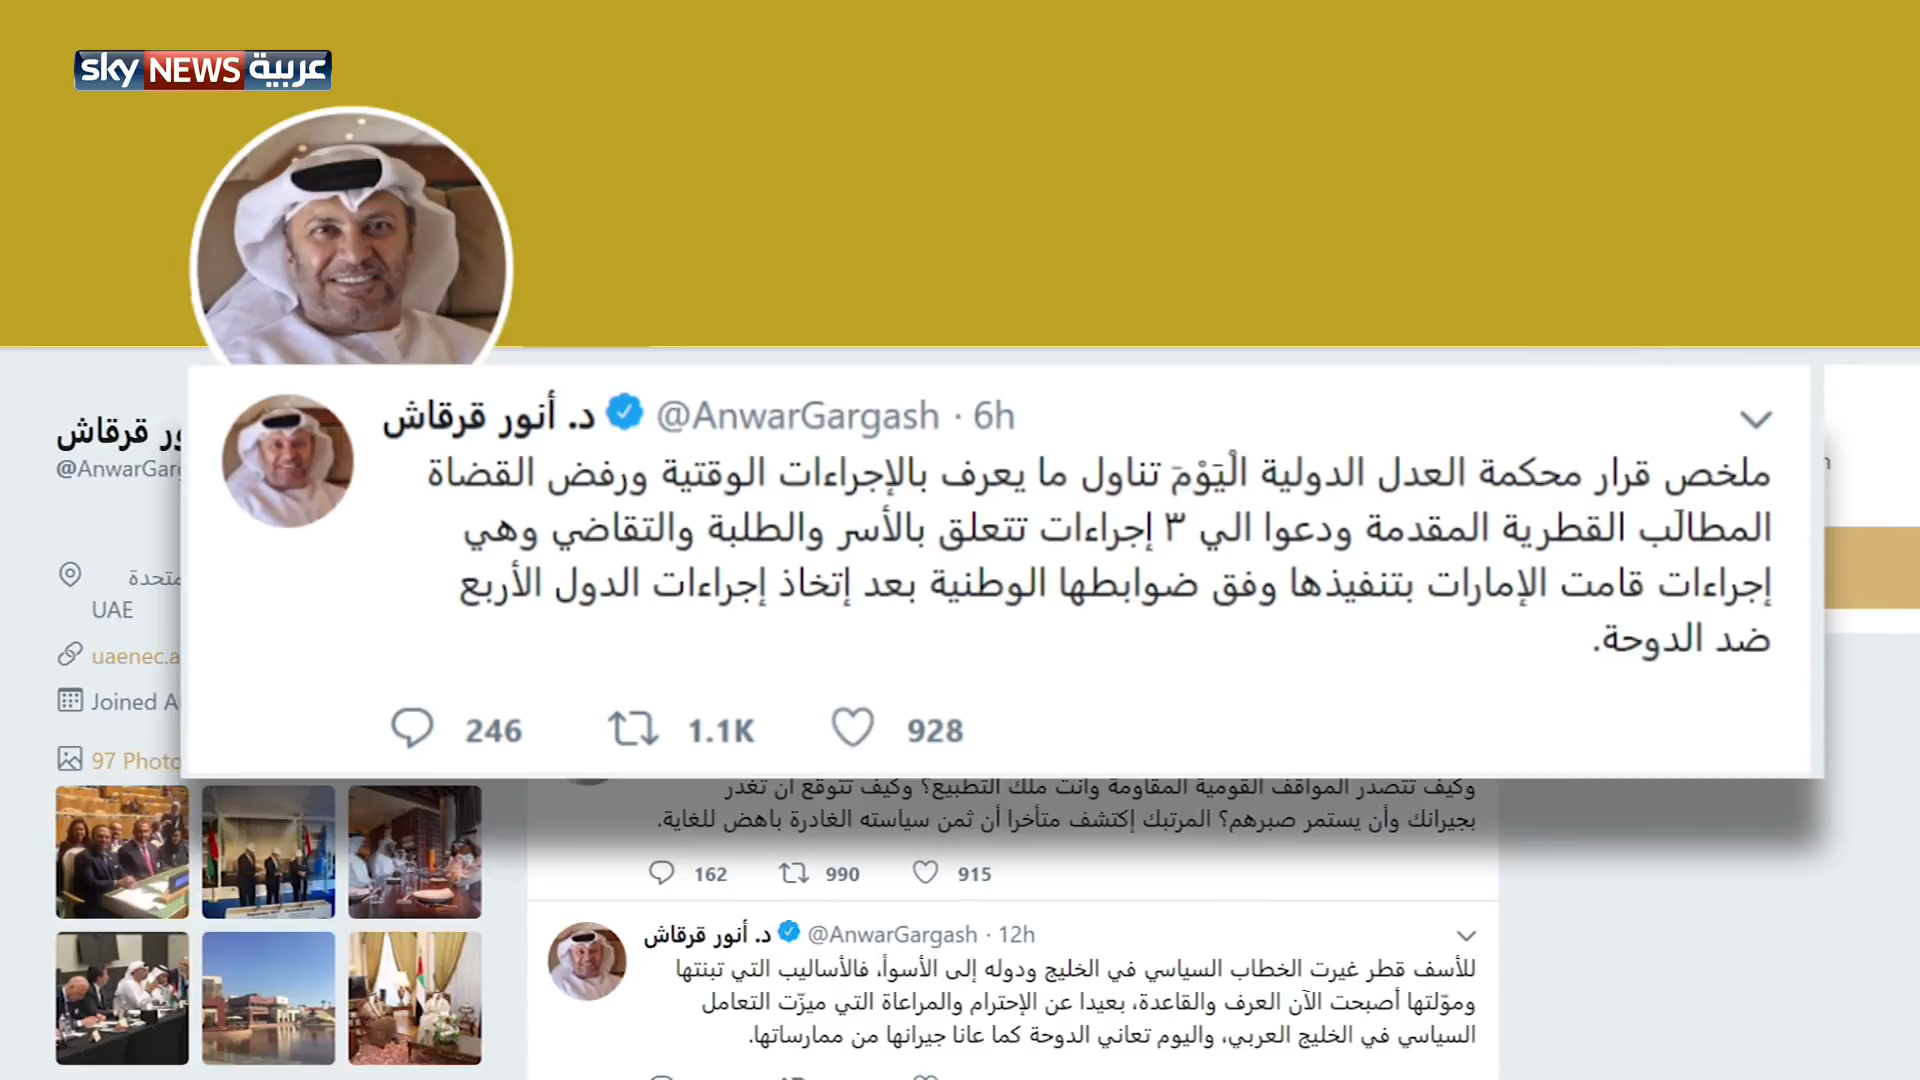 sky NEWS عربية
د. أنور قرقاش @AnwarGargash · 6h
ملخص قرار محكمة العدل الدولية الْيَوْمَ تناول ما يعرف بالإجراءات الوقتية ورفض القضاة
المطالَب القطرية المقدمة ودعوا الي ٣ إجراءات تتعلق بالأسر والطلبة والتقاضي وهي
إجراءات قامت الإمارات بتنفيذها وفق ضوابطها الوطنية بعد إتخاذ إجراءات الدول الأربع
ضد الدوحة.
246 1.1K 928
قرقاش
@AnwarGar
متحدة
UAE
uaenec.a
Joined A
97 Photo
وكيف تتصدر المواقف القومية المقاومة وأنت ملك التطبيع؟ وكيف تتوقع أن تغدر
بجيرانك وأن يستمر صبرهم؟ المرتبك إكتشف متأخرا أن ثمن سياسته الغادرة باهض للغاية.
162 990 915
د. أنور قرقاش @AnwarGargash · 12h
للأسف قطر غيرت الخطاب السياسي في الخليج ودوله إلى الأسوأ، فالأساليب التي تبنتها
وموّلتها أصبحت الآن العرف والقاعدة، بعيدا عن الإحترام والمراعاة التي ميزّت التعامل
السياسي في الخليج العربي، واليوم تعاني الدوحة كما عانا جيرانها من ممارساتها.